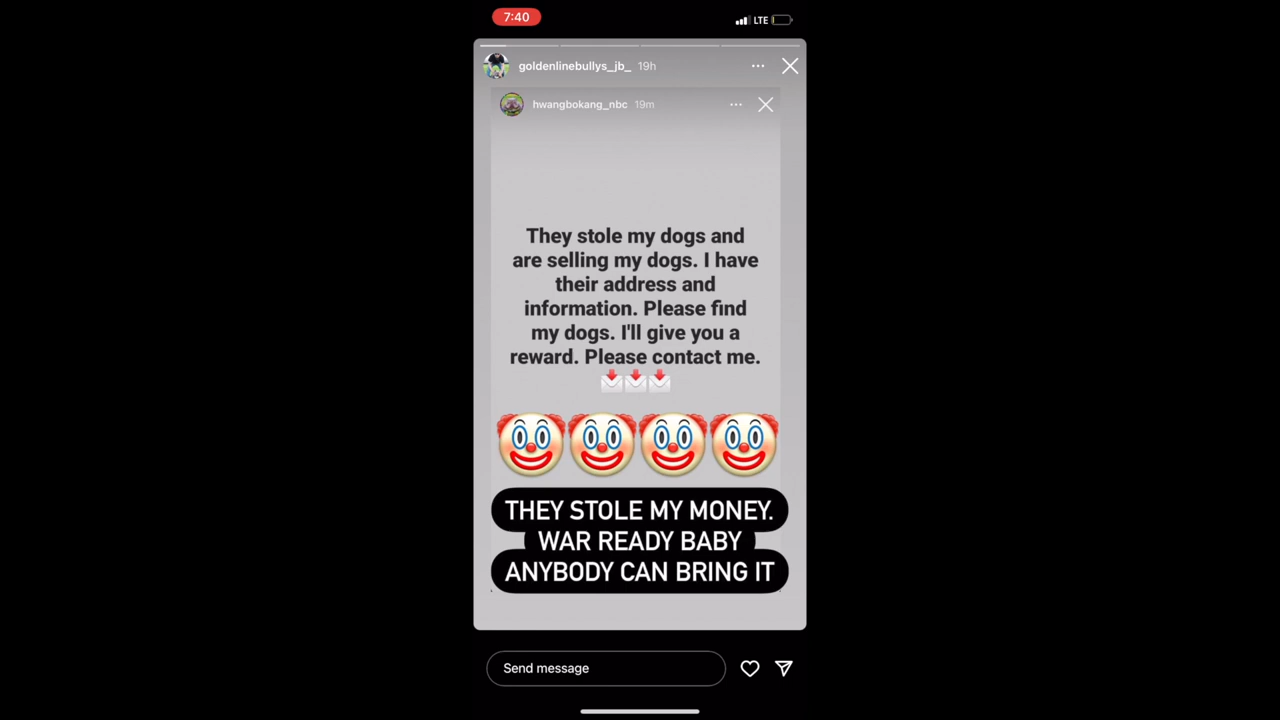 7:40
LTE
goldenlinebullys_jb_ 19h
hwangbokang_nbc 19m
They stole my dogs and
are selling my dogs. I have
their address and
information. Please find
my dogs. I'll give you a
reward. Please contact me.
THEY STOLE MY MONEY.
WAR READY BABY
ANYBODY CAN BRING IT
Send message